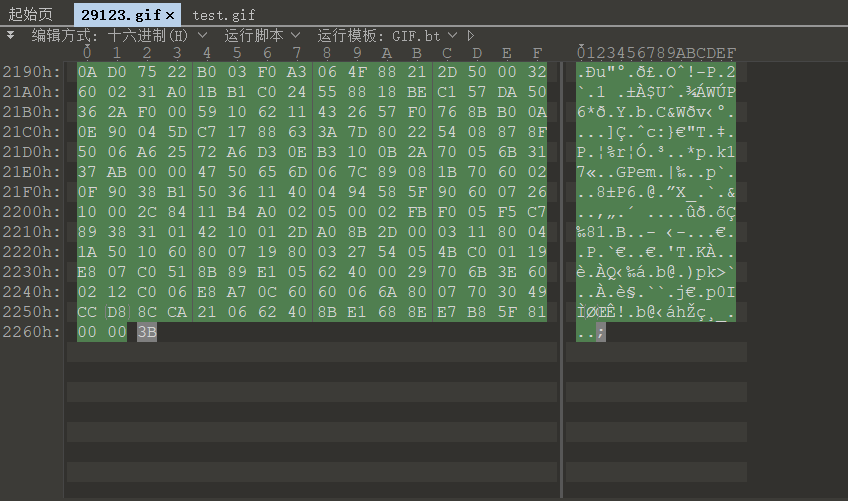 起始页 29123.gif × test.gif
编辑方式: 十六进制(H) 运行脚本 运行模板: GIF.bt
0 1 2 3 4 5 6 7 8 9 A B C D E F 0123456789ABCDEF
2190h: 0A D0 75 22 B0 03 F0 A3 06 4F 88 21 2D 50 00 32 .Ðu"°.ð£.Oˆ!-P.2
21A0h: 60 02 31 A0 1B B1 C0 24 55 88 18 BE C1 57 DA 50 `.1 .±À$Uˆ.¾ÁWÚP
21B0h: 36 2A F0 00 59 10 62 11 43 26 57 F0 76 8B B0 0A 6*ð.Y.b.C&Wðv‹°.
21C0h: 0E 90 04 5D C7 17 88 63 3A 7D 80 22 54 08 87 8F ...]Ç.ˆc:}€"T.‡.
21D0h: 50 06 A6 25 72 A6 D3 0E B3 10 0B 2A 70 05 6B 31 P.¦%r¦Ó.³..*p.k1
21E0h: 37 AB 00 00 47 50 65 6D 06 7C 89 08 1B 70 60 02 7«..GPem.|‰..p`.
21F0h: 0F 90 38 B1 50 36 11 40 04 94 58 5F 90 60 07 26 ..8±P6.@.”X_.`.&
2200h: 10 00 2C 84 11 B4 A0 02 05 00 02 FB F0 05 F5 C7 ..,„.´ ....ûð.õÇ
2210h: 89 38 31 01 42 10 01 2D A0 8B 2D 00 03 11 80 04 ‰81.B..- ‹-...€.
2220h: 1A 50 10 60 80 07 19 80 03 27 54 05 4B C0 01 19 .P.`€..€.'T.KÀ..
2230h: E8 07 C0 51 8B 89 E1 05 62 40 00 29 70 6B 3E 60 è.ÀQ‹‰á.b@.)pk>`
2240h: 02 12 C0 06 E8 A7 0C 60 60 06 6A 80 07 70 30 49 ..À.è§.``.j€.p0I
2250h: CC D8 8C CA 21 06 62 40 8B E1 68 8E E7 B8 5F 81 ÌØŒÊ!.b@‹áhŽç¸_.
2260h: 00 00 3B ..;